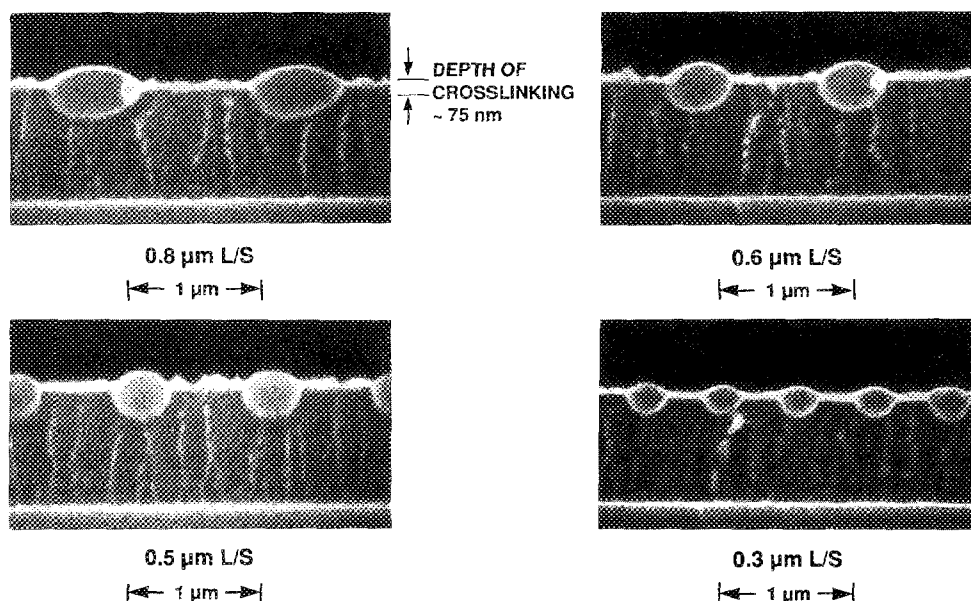 DEPTH OF
CROSSLINKING
~ 75 nm
0.8 µm L/S
1 µm
0.6 µm L/S
1 µm
0.5 µm L/S
1 µm
0.3 µm L/S
1 µm